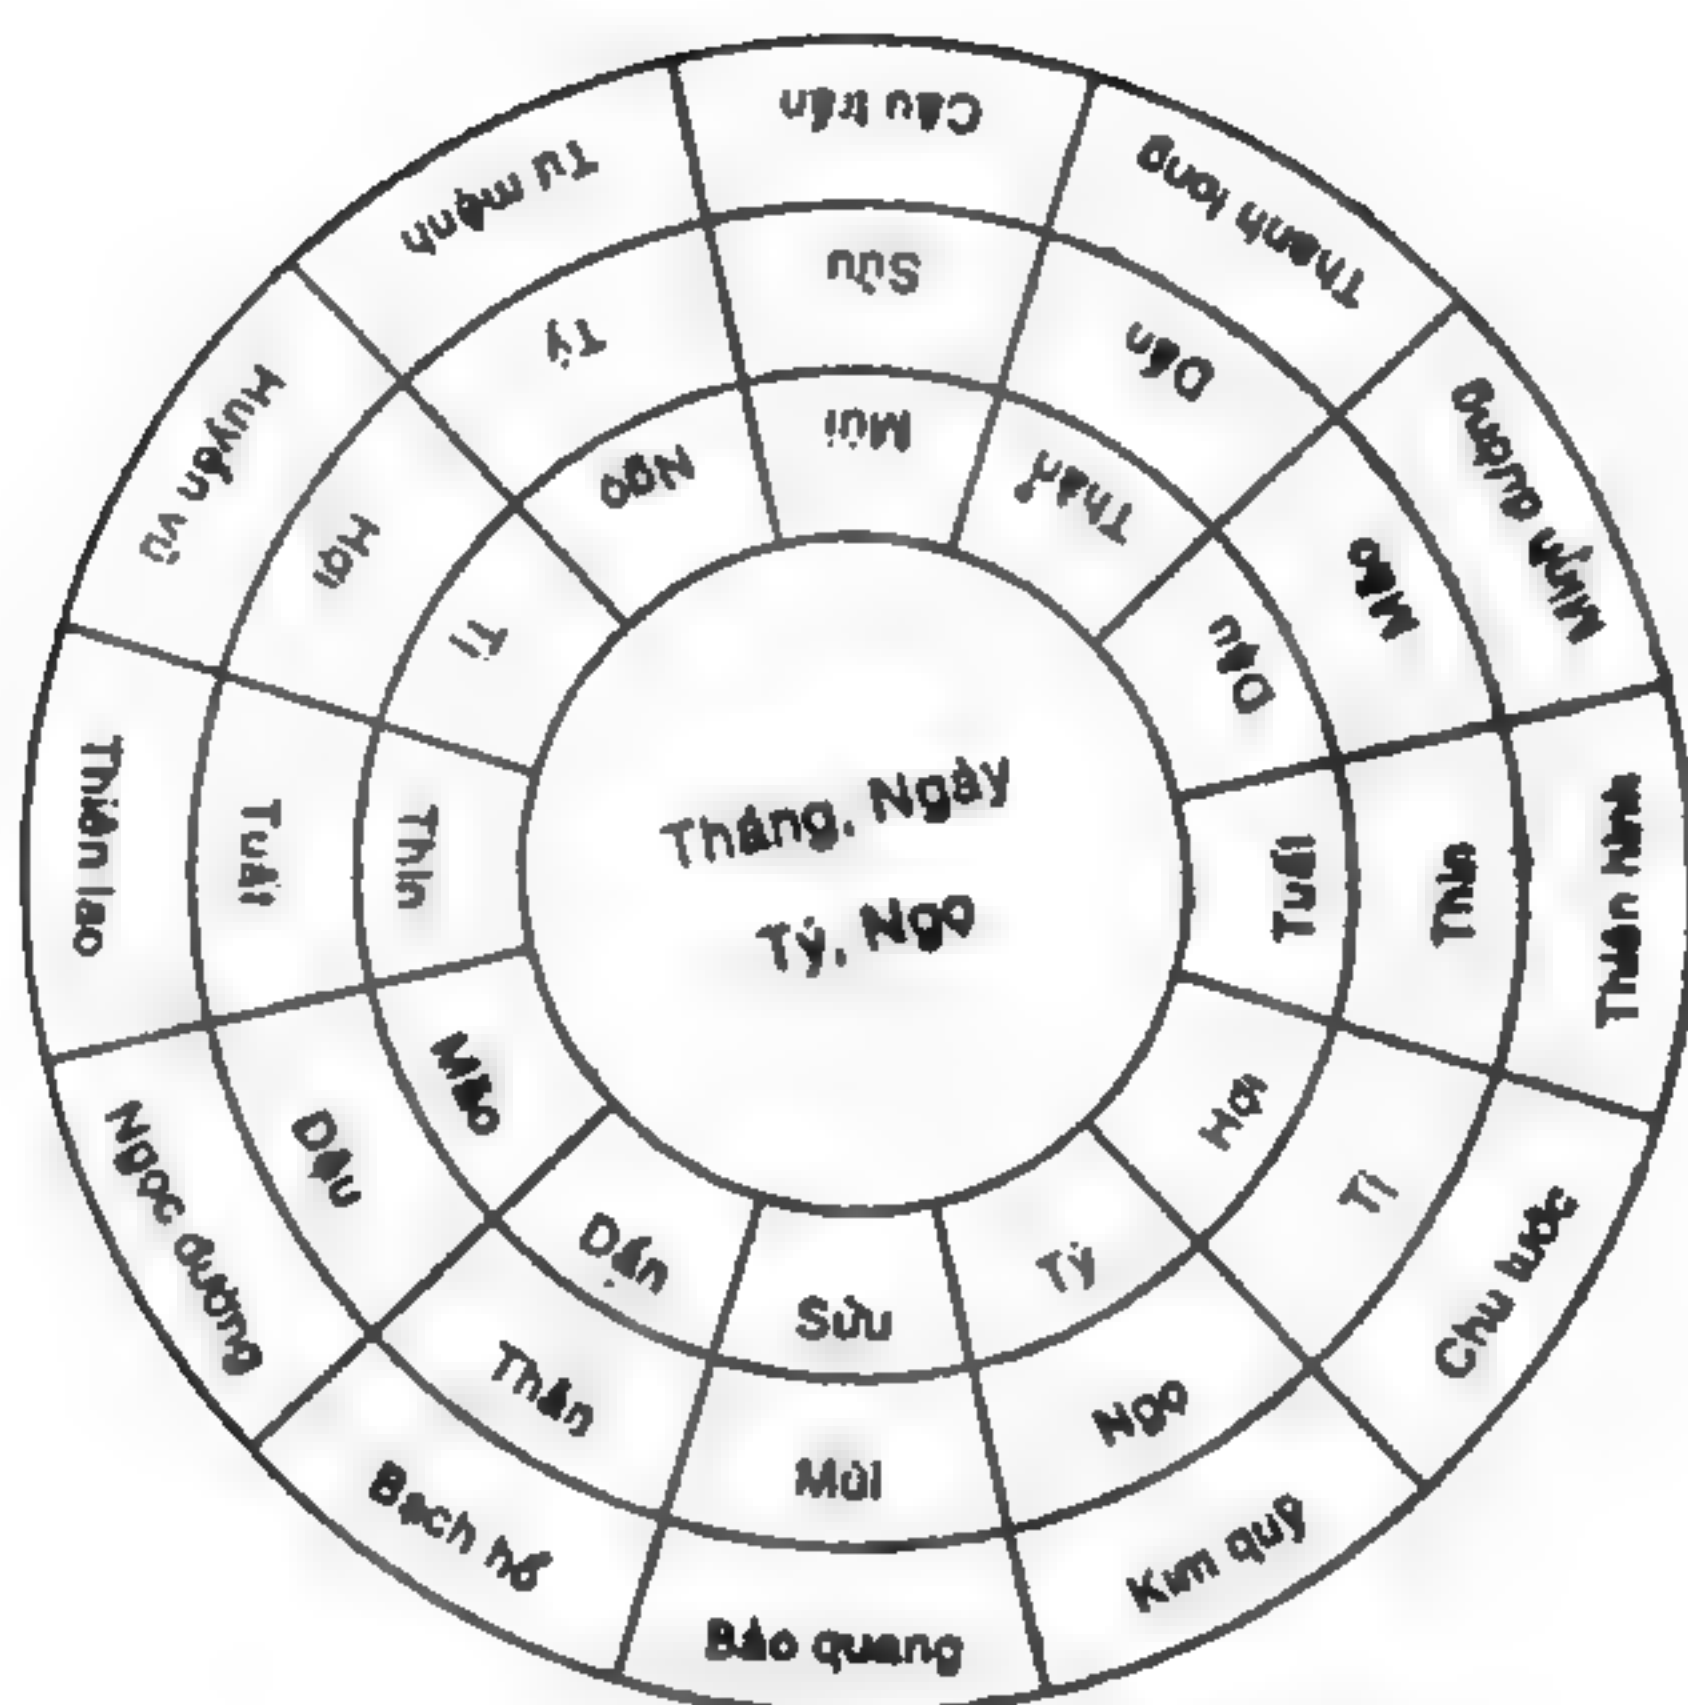 Câu trần
Thanh long
Minh đường
Thiên hình
Chu tước
Kim quỹ
Bảo quang
Bạch hổ
Ngọc đường
Thiên lao
Huyền vũ
Tư mệnh
Sửu
Dần
Mão
Thìn
Tị
Ngọ
Mùi
Thân
Dậu
Tuất
Hợi
Tý
Mùi
Thân
Dậu
Tuất
Hợi
Tý
Sửu
Dần
Mão
Thìn
Tị
Ngọ
Tháng, Ngày
Tý, Ngọ